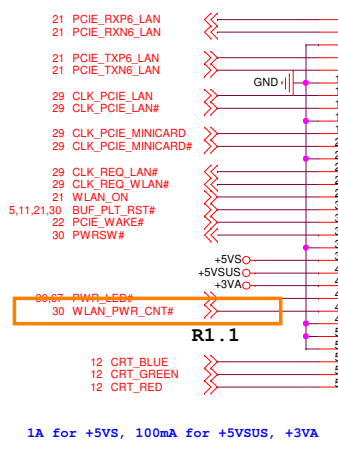 21 PCIE_RXP6_LAN
21 PCIE_RXN6_LAN
21 PCIE_TXP6_LAN
21 PCIE_TXN6_LAN
GND
29 CLK_PCIE_LAN
29 CLK_PCIE_LAN#
29 CLK_PCIE_MINICARD
29 CLK_PCIE_MINICARD#
29 CLK_REQ_LAN#
29 CLK_REQ_WLAN#
21 WLAN_ON
5,11,21,30 BUF_PLT_RST#
22 PCIE_WAKE#
30 PWRSW#
+5VS
+5VSUS
+3VA
PWR_LED#
30 WLAN_PWR_CNT#
R1.1
12 CRT_BLUE
12 CRT_GREEN
12 CRT_RED
1A for +5VS, 100mA for +5VSUS, +3VA